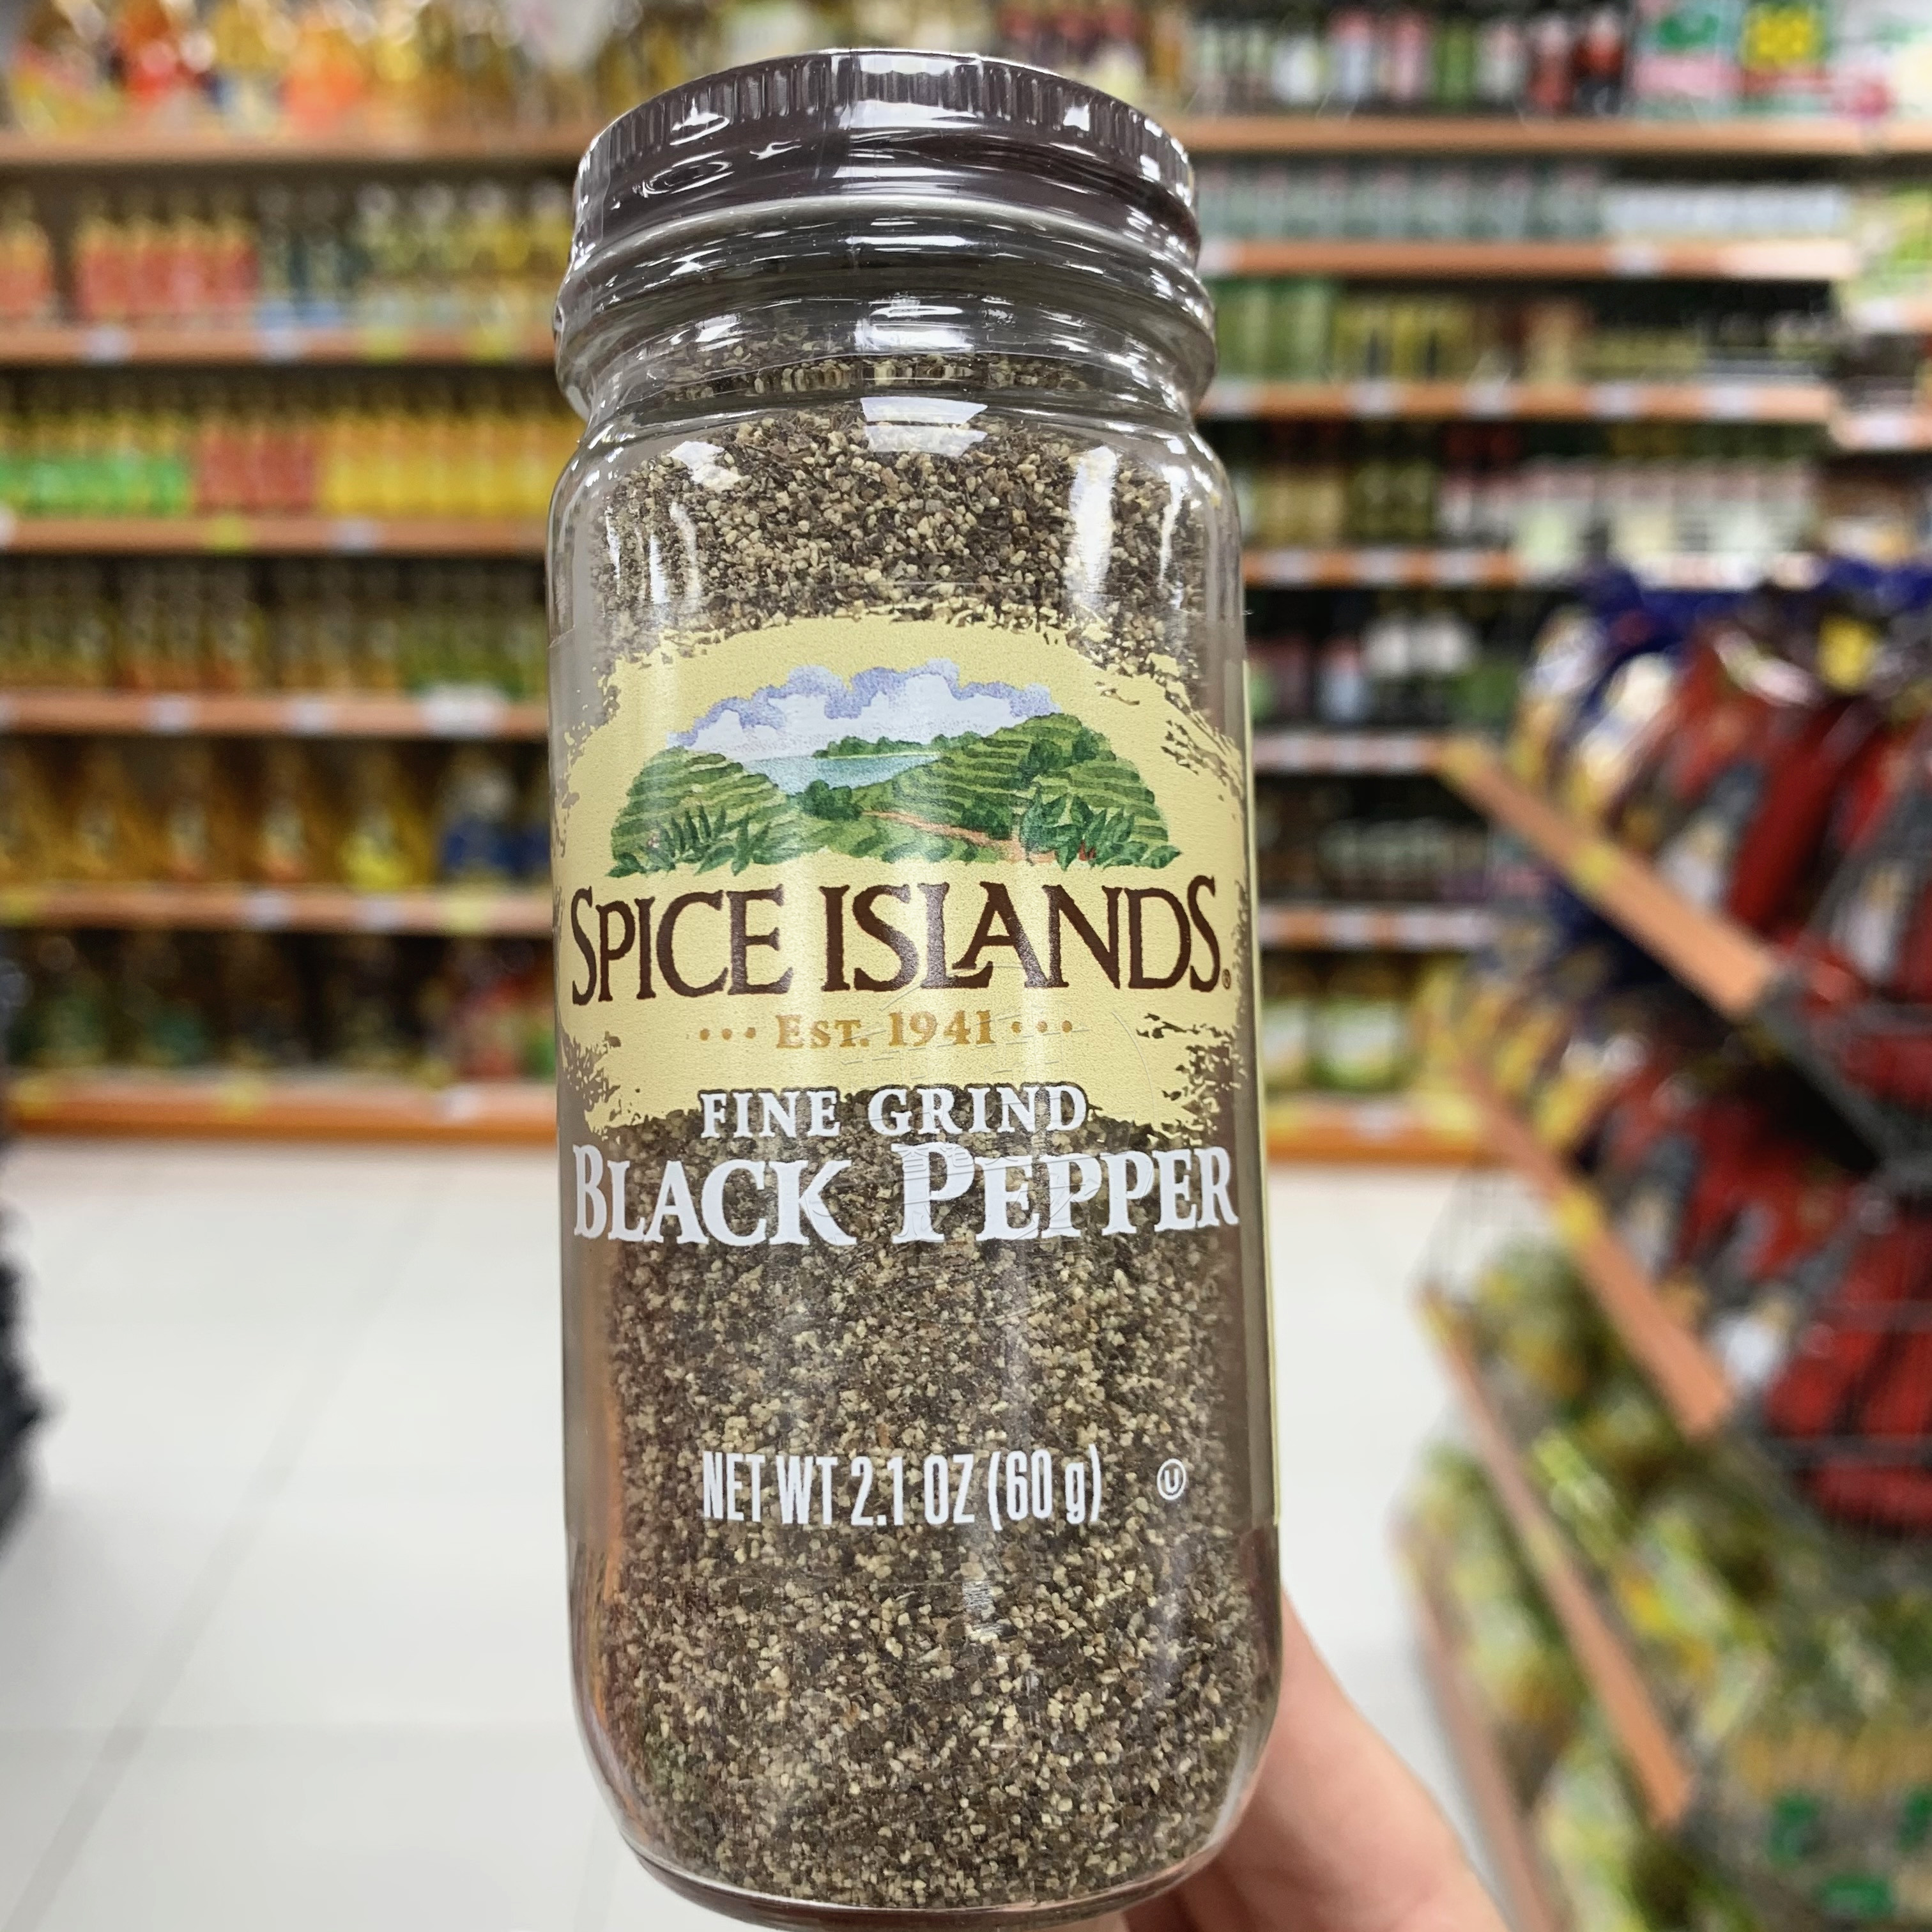 SPICE ISLANDS®
••• EST. 1941 •••
FINE GRIND
BLACK PEPPER
NET WT 2.1 OZ (60 g) Ⓤ